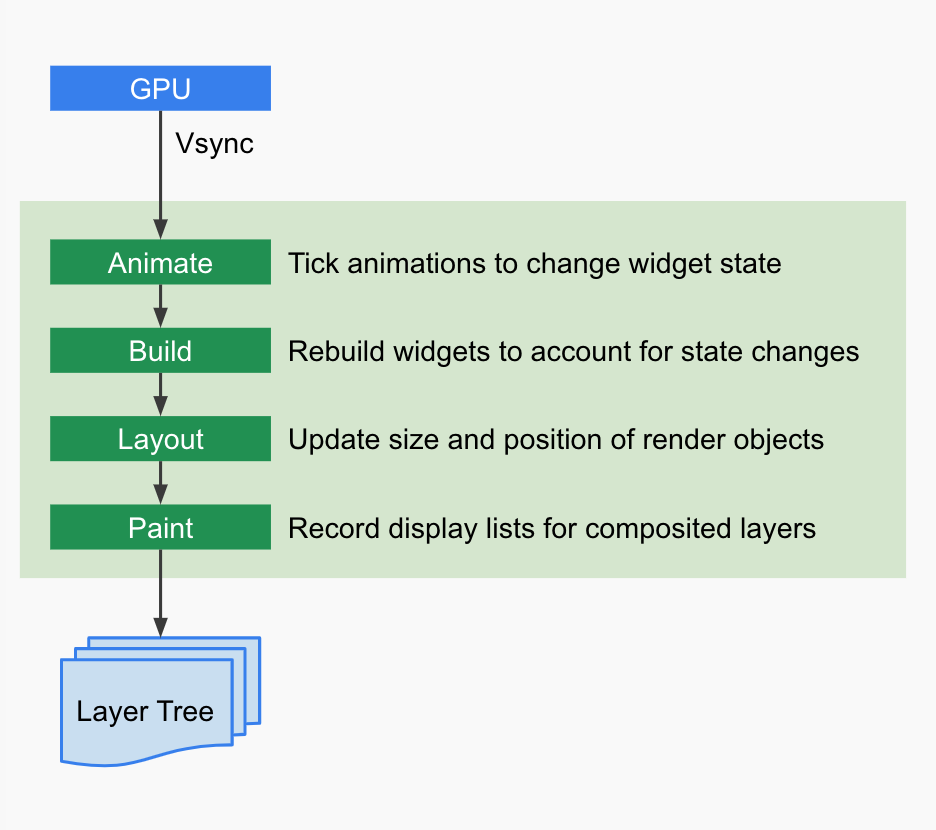 GPU
Vsync
Animate
Tick animations to change widget state
Build
Rebuild widgets to account for state changes
Layout
Update size and position of render objects
Paint
Record display lists for composited layers
Layer Tree